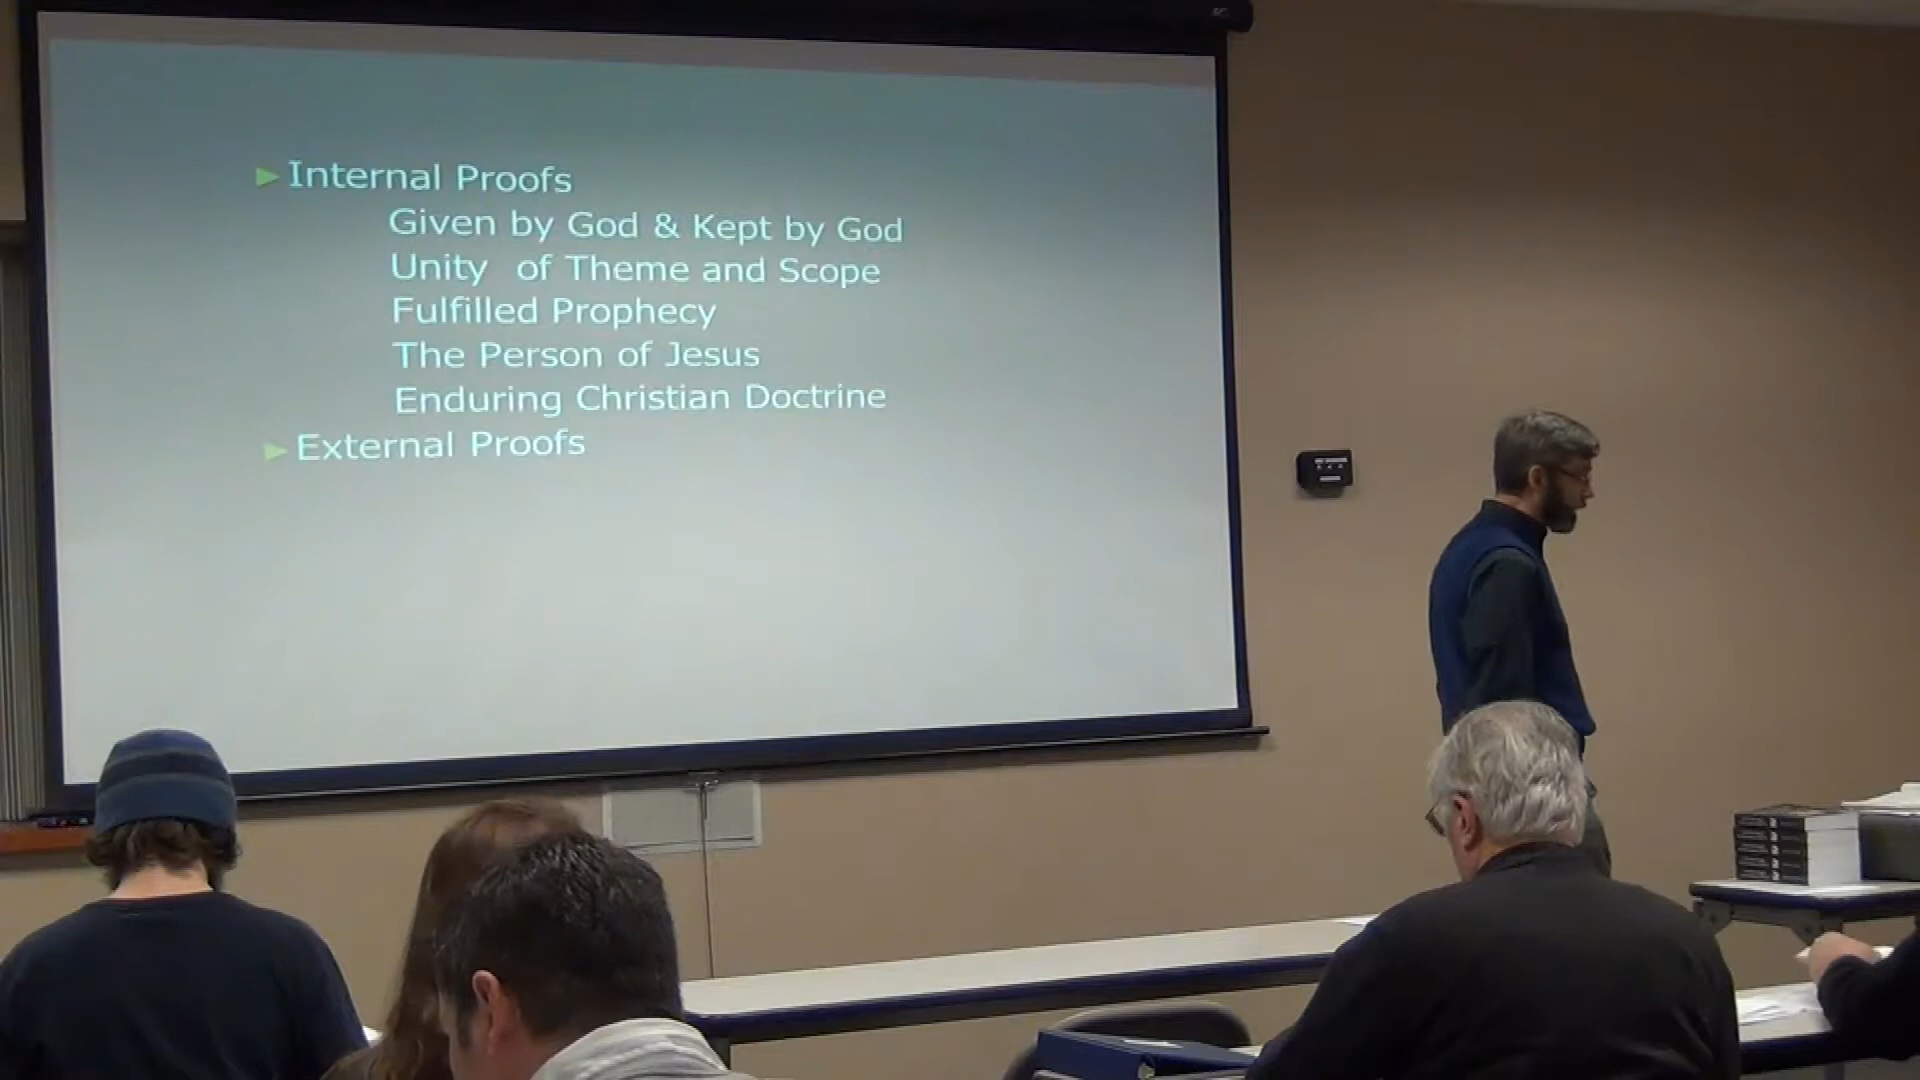 Internal Proofs
Given by God & Kept by God
Unity of Theme and Scope
Fulfilled Prophecy
The Person of Jesus
Enduring Christian Doctrine
External Proofs